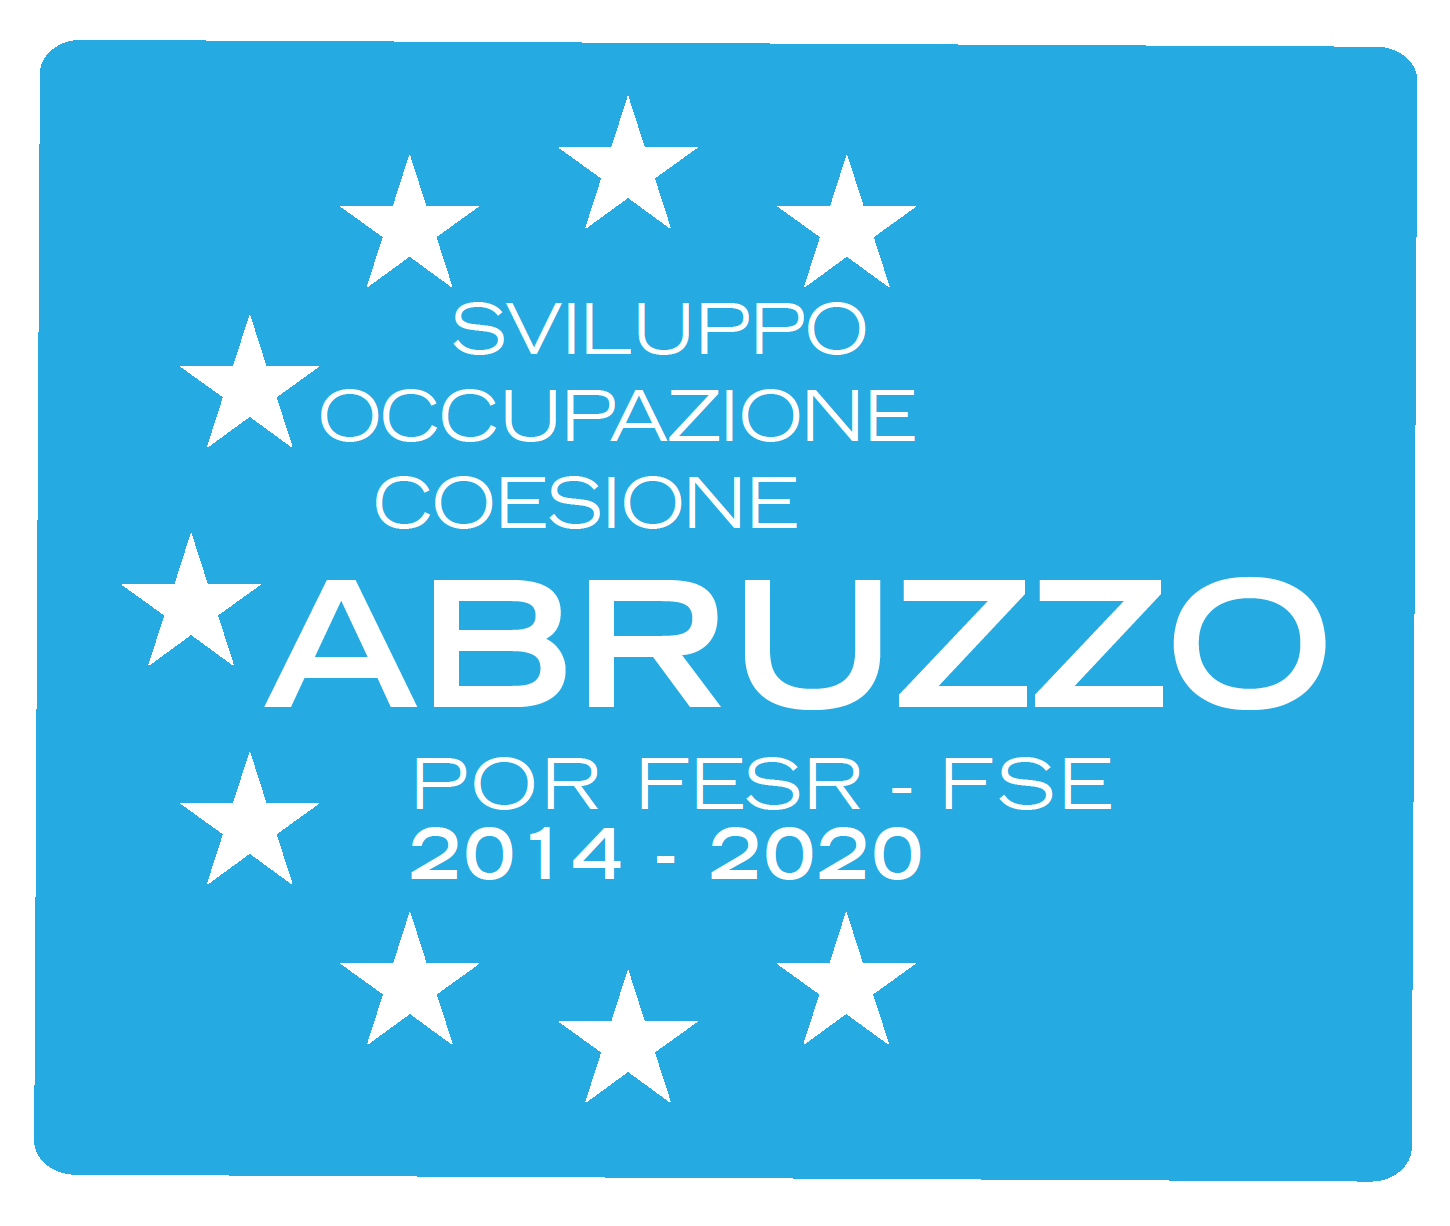 SVILUPPO
OCCUPAZIONE
COESIONE
ABRUZZO
POR FESR - FSE
2014 - 2020